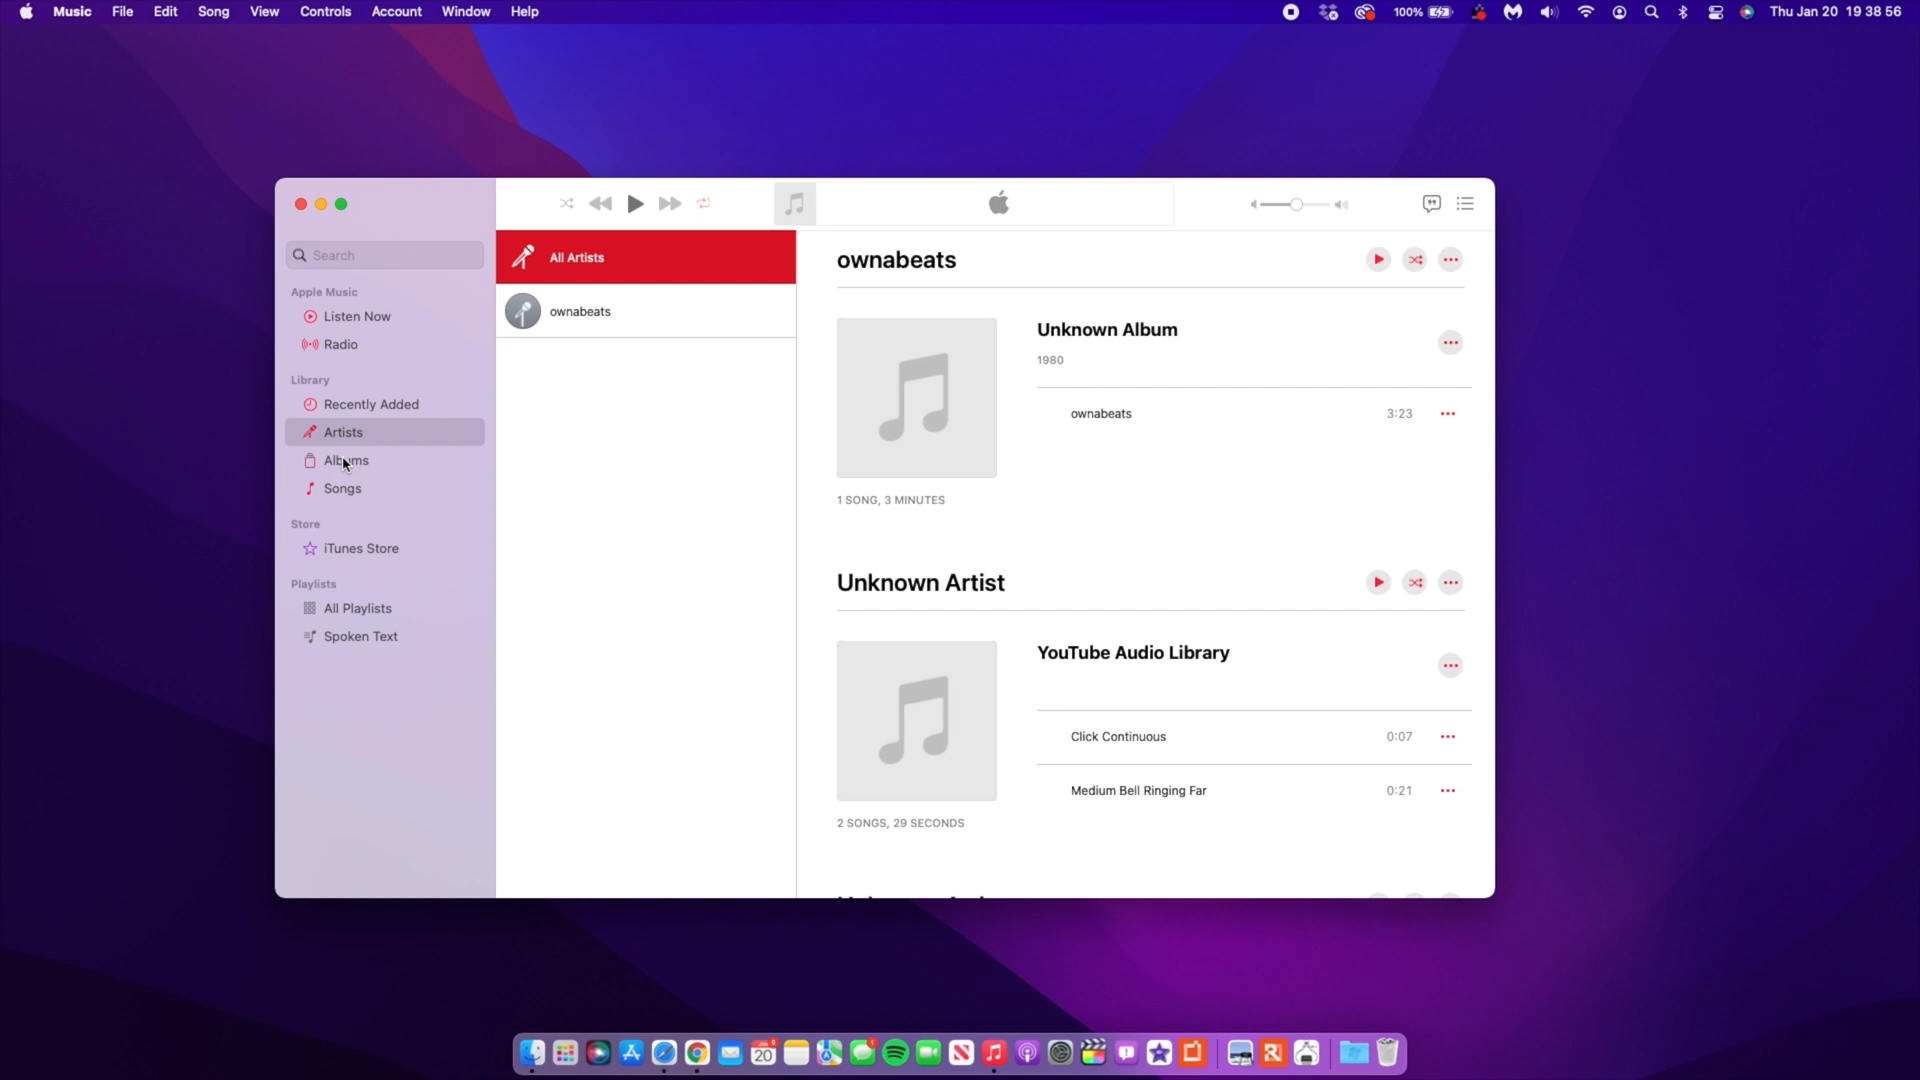 Music File Edit Song View Controls Account Window Help
100% Thu Jan 20 19 38 56
Search
Apple Music
Listen Now
Radio
Library
Recently Added
Artists
Albums
Songs
Store
iTunes Store
Playlists
All Playlists
Spoken Text
All Artists
ownabeats
ownabeats
Unknown Album
1980
ownabeats 3:23
1 SONG, 3 MINUTES
Unknown Artist
YouTube Audio Library
Click Continuous 0:07
Medium Bell Ringing Far 0:21
2 SONGS, 29 SECONDS
20
1